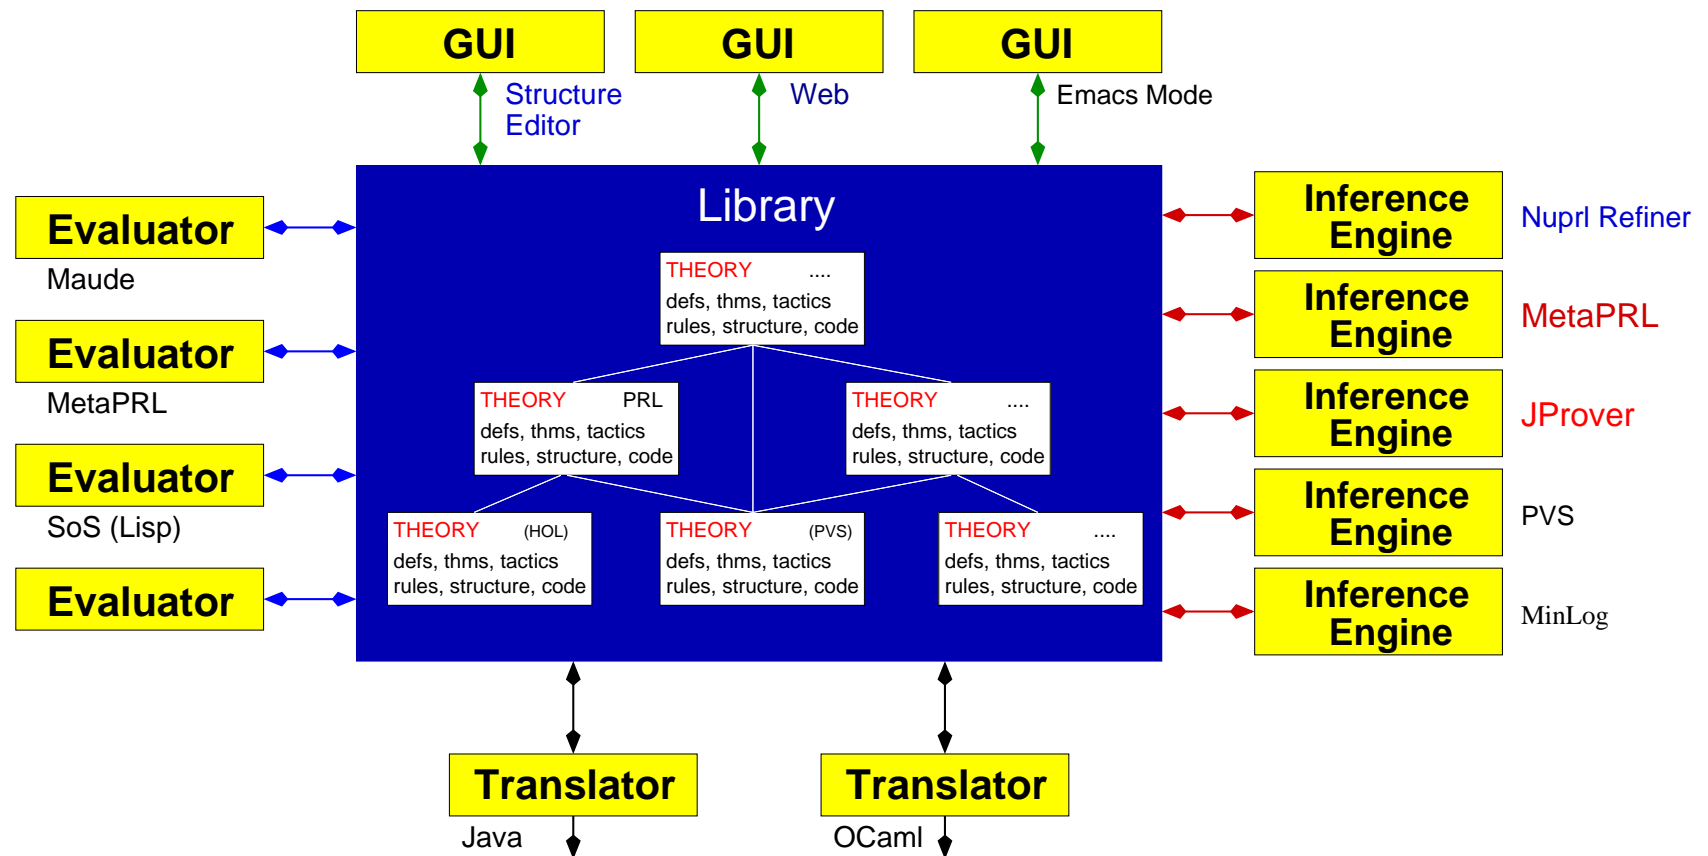 GUI
GUI
GUI
Structure
Editor
Web
Emacs Mode
Library
Evaluator
Maude
Evaluator
MetaPRL
Evaluator
SoS (Lisp)
Evaluator
THEORY ....
defs, thms, tactics
rules, structure, code
THEORY PRL
defs, thms, tactics
rules, structure, code
THEORY ....
defs, thms, tactics
rules, structure, code
THEORY (HOL)
defs, thms, tactics
rules, structure, code
THEORY (PVS)
defs, thms, tactics
rules, structure, code
THEORY ....
defs, thms, tactics
rules, structure, code
Inference
Engine
Nuprl Refiner
Inference
Engine
MetaPRL
Inference
Engine
JProver
Inference
Engine
PVS
Inference
Engine
MinLog
Translator
Java
Translator
OCaml